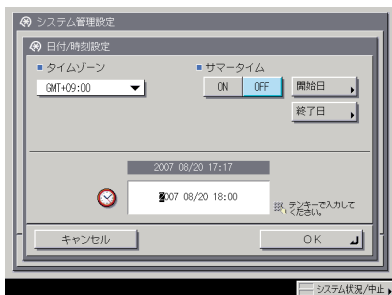 システム管理設定
日付/時刻設定
タイムゾーン
サマータイム
GMT+09:00
ON OFF
開始日
終了日
2007 08/20 17:17
2007 08/20 18:00
テンキーで入力して
ください。
キャンセル
OK
システム状況/中止